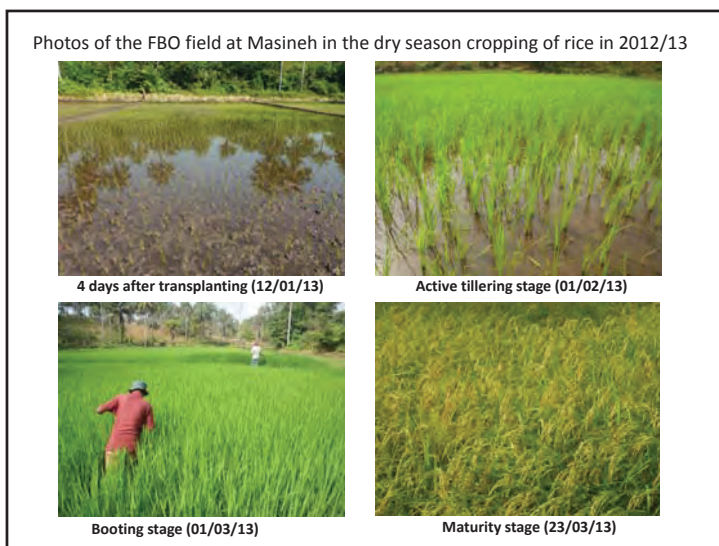 Photos of the FBO field at Masineh in the dry season cropping of rice in 2012/13
4 days after transplanting (12/01/13)
Active tillering stage (01/02/13)
Booting stage (01/03/13)
Maturity stage (23/03/13)